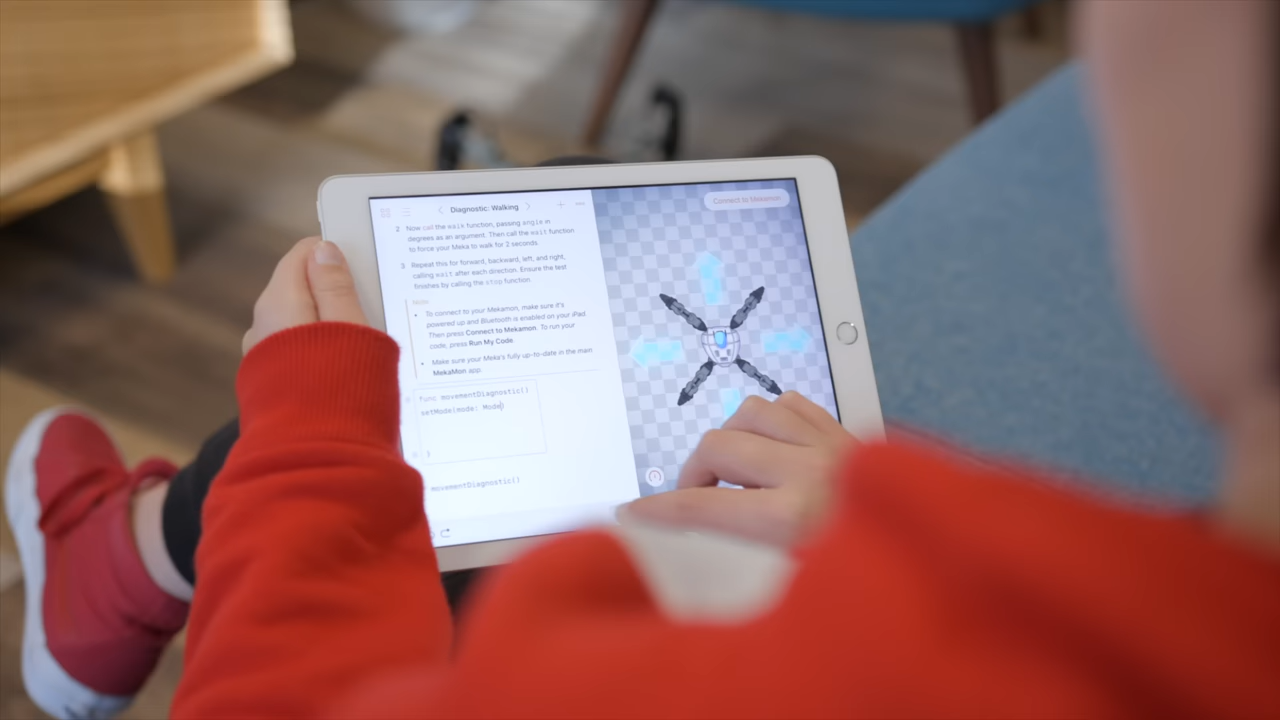 Diagnostic: Walking
Connect to Mekamon
2 Now call the walk function, passing angle in
degrees as an argument. Then call the wait function
to force your Meka to walk for 2 seconds.
3 Repeat this for forward, backward, left, and right,
calling wait after each direction. Ensure the test
finishes by calling the stop function.
Note
• To connect to your Mekamon, make sure it's
powered up and Bluetooth is enabled on your iPad.
Then press Connect to Mekamon. To run your
code, press Run My Code.
• Make sure your Meka's fully up-to-date in the main
MekaMon app.
func movementDiagnostic()
setMode(mode: Mode)
}
movementDiagnostic()